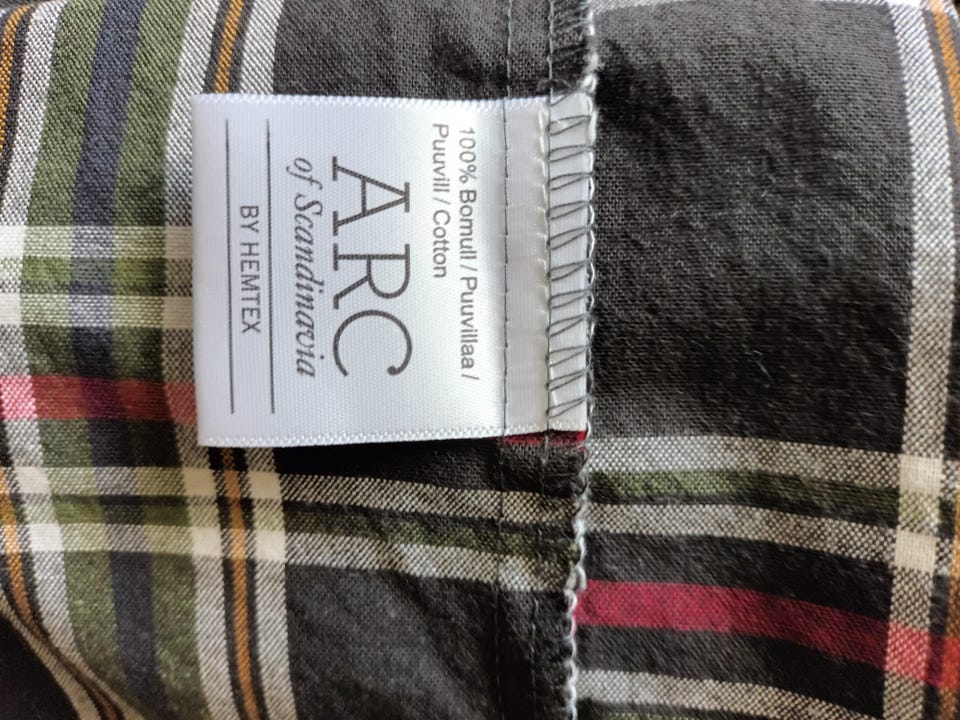 100% Bomull / Puuvillaa /
Puuvill / Cotton
ARC
of Scandinavia
BY HEMTEX